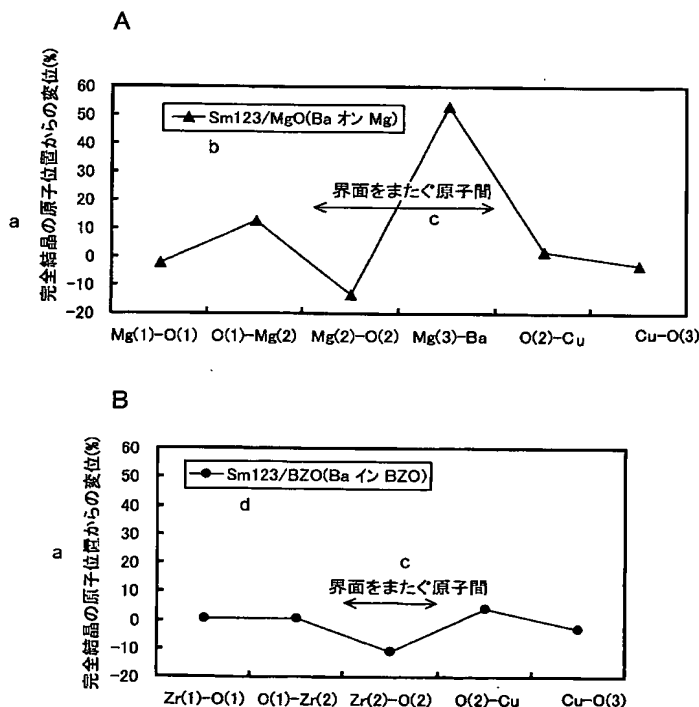 A
完全結晶の原子位置からの変位(%)
a
60
50
40
30
20
10
0
-10
-20
Sm123/MgO(Ba オン Mg)
b
界面をまたぐ原子間
c
Mg(1)-O(1) O(1)-Mg(2) Mg(2)-O(2) Mg(3)-Ba O(2)-Cu Cu-O(3)
B
完全結晶の原子位置からの変位(%)
a
60
50
40
30
20
10
0
-10
-20
Sm123/BZO(Ba イン BZO)
d
c
界面をまたぐ原子間
Zr(1)-O(1) O(1)-Zr(2) Zr(2)-O(2) O(2)-Cu Cu-O(3)